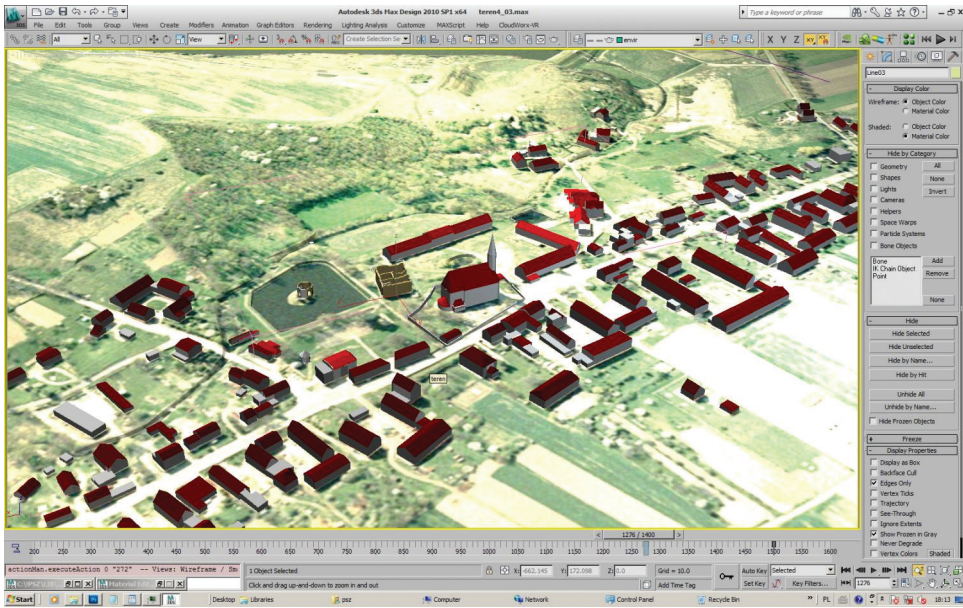 Autodesk 3ds Max Design 2010 SP1 x64 teren4_03.max
Type a keyword or phrase
File Edit Tools Group Views Create Modifiers Animation Graph Editors Rendering Lighting Analysis Customize MAXScript Help CloudWorx-VR
All View Create Selection Se envir X Y Z XY
Line03
Display Color
Wireframe: Object Color
Material Color
Shaded: Object Color
Material Color
Hide by Category
Geometry All
Shapes None
Lights Invert
Cameras
Helpers
Space Warps
Particle Systems
Bone Objects
Bone Add
IK Chain Object Remove
Point
None
Hide
Hide Selected
Hide Unselected
Hide by Name...
Hide by Hit
Unhide All
Unhide by Name...
Hide Frozen Objects
Freeze
Display Properties
Display as Box
Backface Cull
Edges Only
Vertex Ticks
Trajectory
See-Through
Ignore Extents
Show Frozen in Gray
Never Degrade
Vertex Colors Shaded
teren
1276 / 1400
200 250 300 350 400 450 500 550 600 650 700 750 800 850 900 950 1000 1050 1100 1150 1200 1250 1300 1350 1400 1450 1500 1550 1600
actionMan.executeAction 0 "272" -- Views: Wireframe / Smo
1 Object Selected X: -662.145 Y: 172.098 Z: 0.0 Grid = 10.0 Auto Key Selected
Click and drag up-and-down to zoom in and out Add Time Tag Set Key Key Filters... 1276
Start Desktop Libraries psz Computer Network Control Panel Recycle Bin PL 18:13